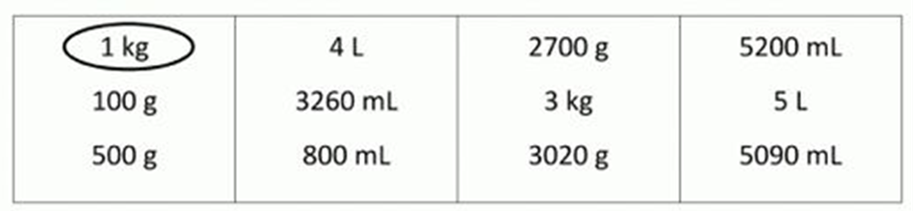 1 kg 4 L 2700 g 5200 mL
100 g 3260 mL 3 kg 5 L
500 g 800 mL 3020 g 5090 mL